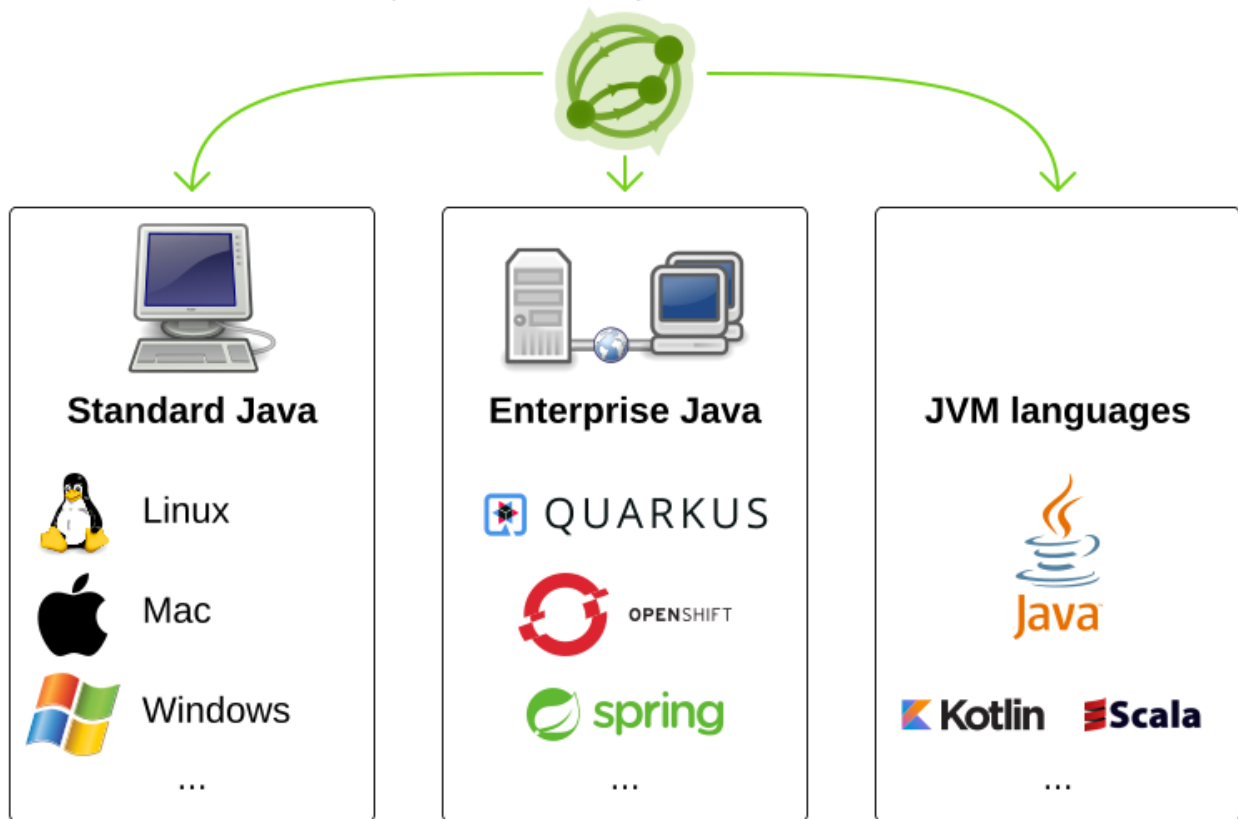 Standard Java
Linux
Mac
Windows
...
Enterprise Java
QUARKUS
OPENSHIFT
spring
...
JVM languages
Java
Kotlin
Scala
...